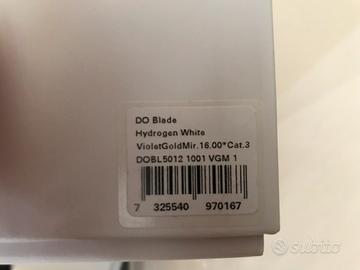 DO Blade
Hydrogen White
VioletGoldMir.16.00*Cat.3
DOBL5012 1001 VGM 1
7 325540 970167
subito